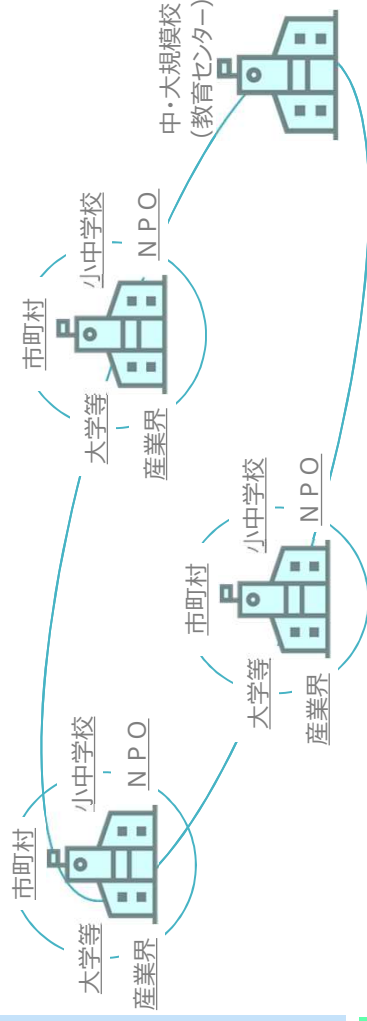 市町村
大学等
小中学校
産業界
ＮＰＯ
市町村
大学等
小中学校
産業界
ＮＰＯ
市町村
大学等
小中学校
産業界
ＮＰＯ
中・大規模校
（教育センター）